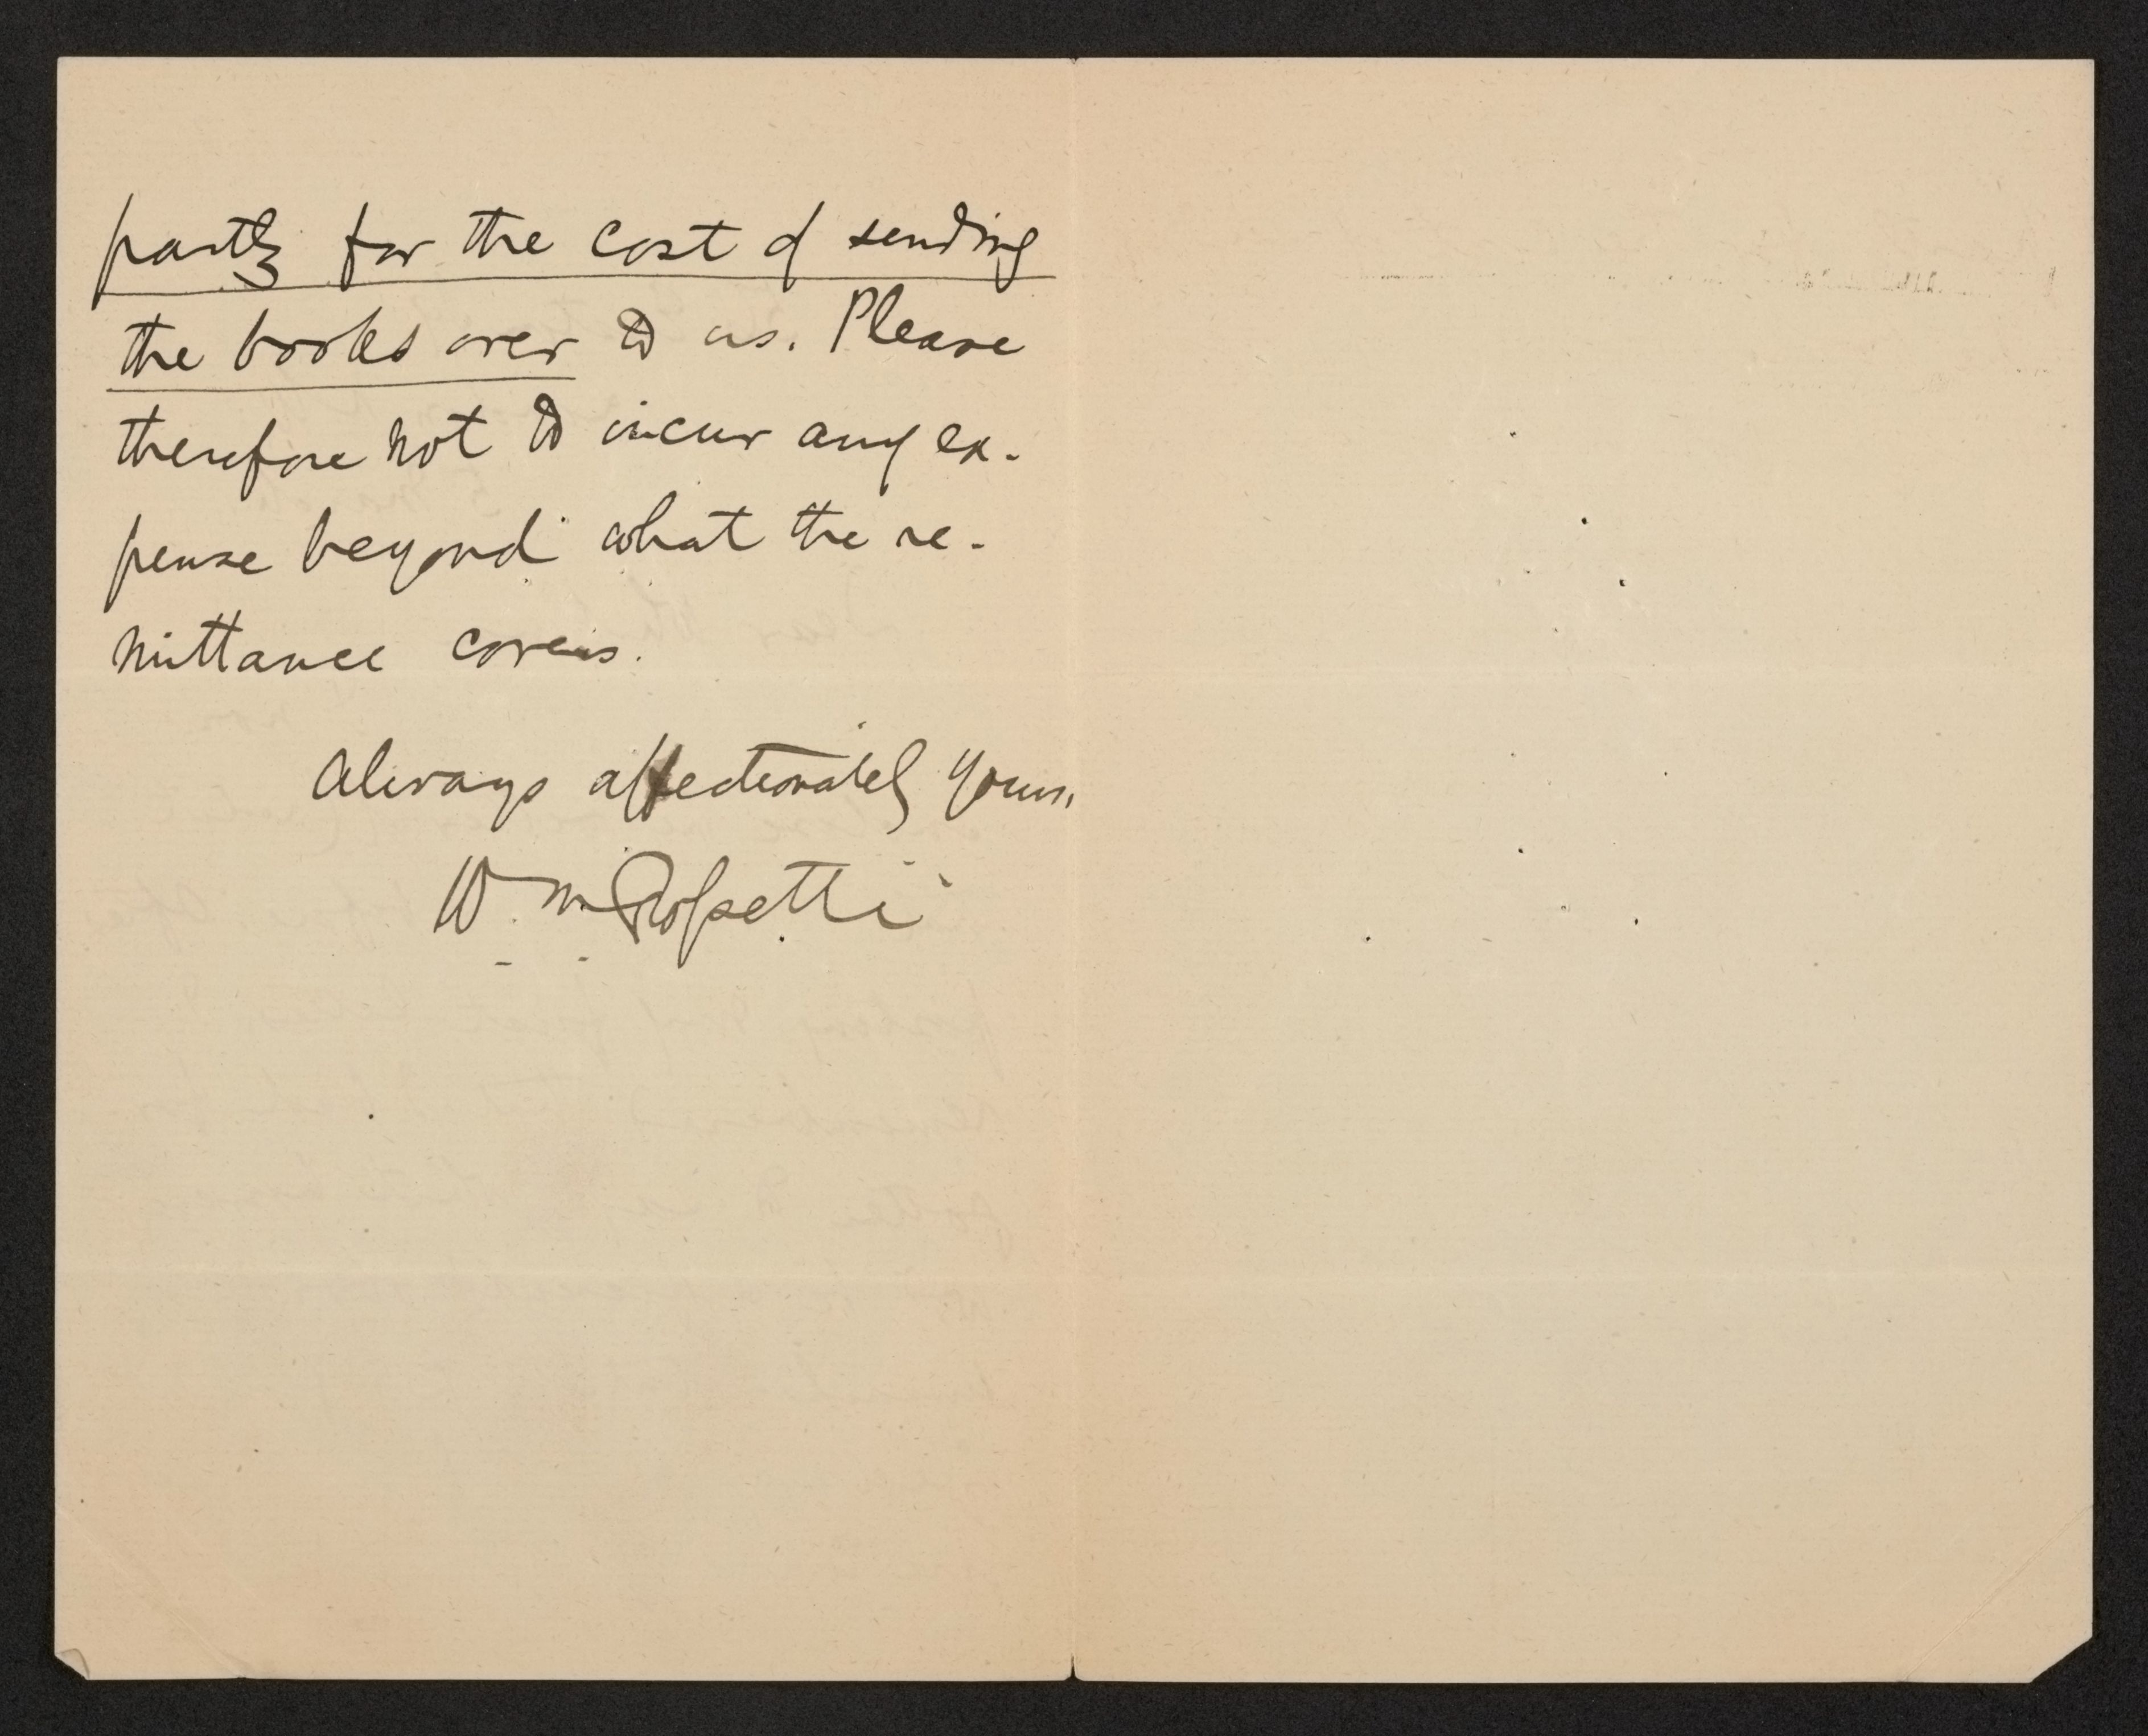 partly for the cost of sending
the books over to us. Please
therefore not to incur any ex-
pense beyond what the re-
mittance covers.
Always affectionately yours,
W. M. Rossetti